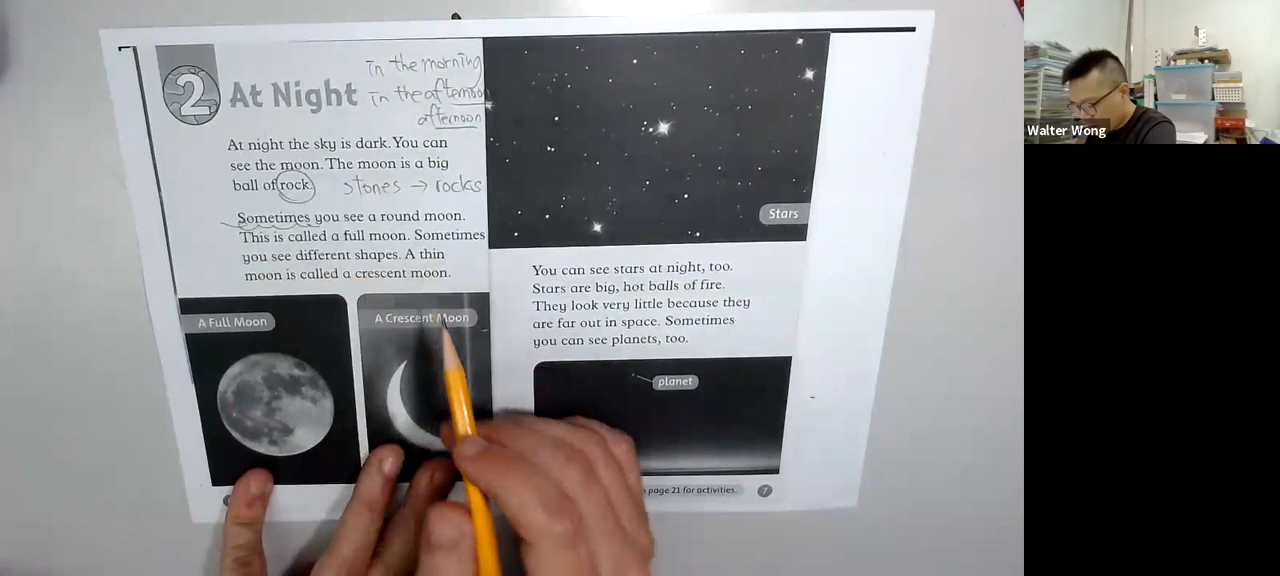 2
At Night
in the morning
in the afternoon
afternoon
At night the sky is dark. You can
see the moon. The moon is a big
ball of rock.
stones → rocks
Sometimes you see a round moon.
This is called a full moon. Sometimes
you see different shapes. A thin
moon is called a crescent moon.
A Full Moon
A Crescent Moon
Stars
You can see stars at night, too.
Stars are big, hot balls of fire.
They look very little because they
are far out in space. Sometimes
you can see planets, too.
planet
page 21 for activities.
7
Walter Wong